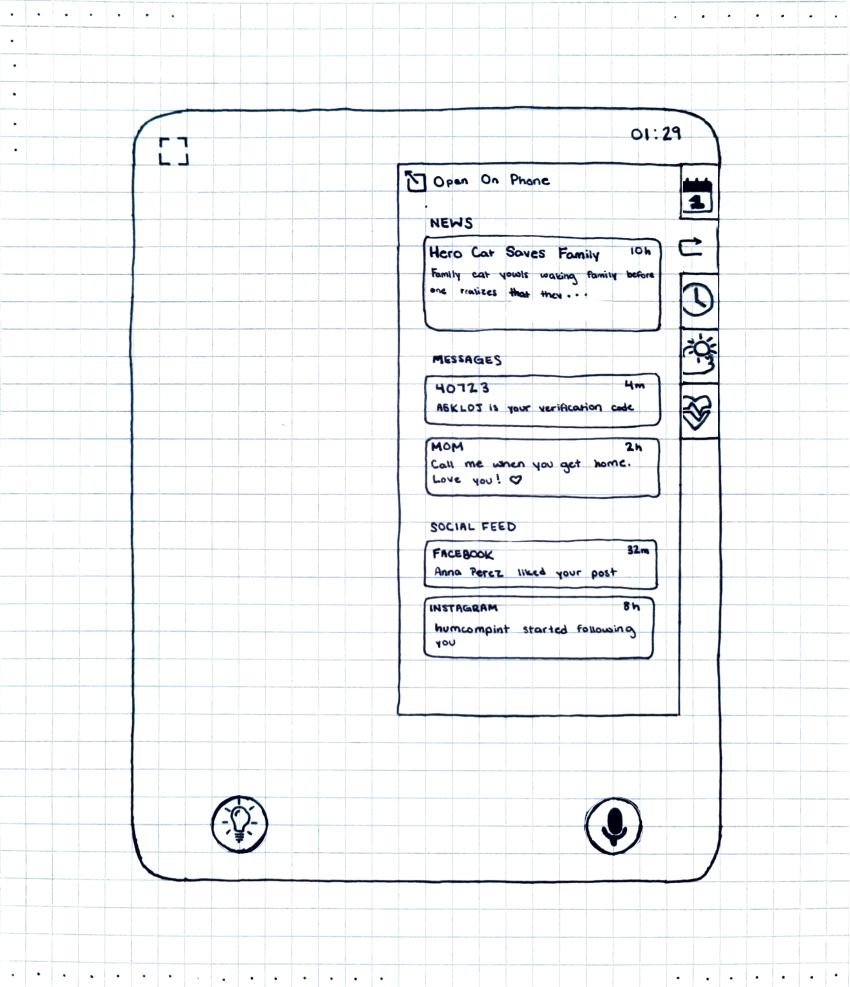 01:29
Open On Phone
1
NEWS
Hero Cat Saves Family 10h
Family cat yowls waking family before
one realizes that they...
MESSAGES
40723 4m
A6KLOJ is your verification code
MOM 2h
Call me when you get home.
Love you! ♡
SOCIAL FEED
FACEBOOK 32m
Anna Perez liked your post
INSTAGRAM 8h
humcompint started following
you